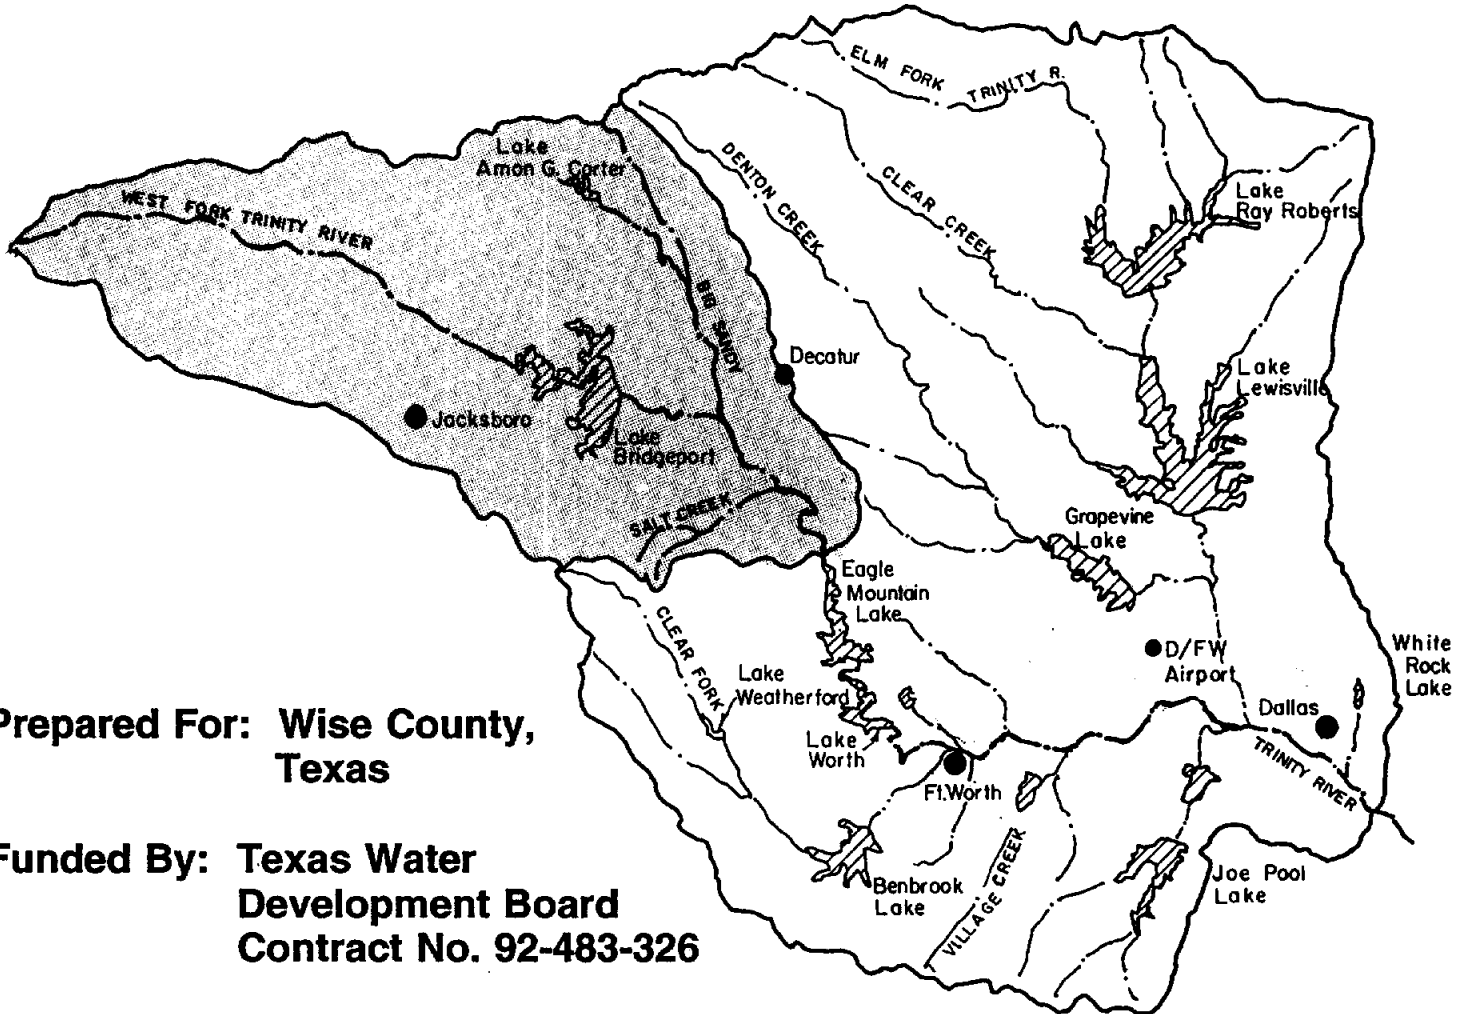 ELM FORK TRINITY R.
Lake
Amon G. Carter
DENTON CREEK
CLEAR CREEK
Lake
Ray Roberts
WEST FORK TRINITY RIVER
BIG SANDY
Decatur
Lake
Lewisville
Jacksboro
Lake
Bridgeport
SALT CREEK
Grapevine
Lake
Eagle
Mountain
Lake
CLEAR FORK
D/FW
Airport
White
Rock
Lake
Lake
Weatherford
Dallas
Lake
Worth
TRINITY RIVER
Ft.Worth
VILLAGE CREEK
Benbrook
Lake
Joe Pool
Lake
Prepared For: Wise County,
Texas
Funded By: Texas Water
Development Board
Contract No. 92-483-326